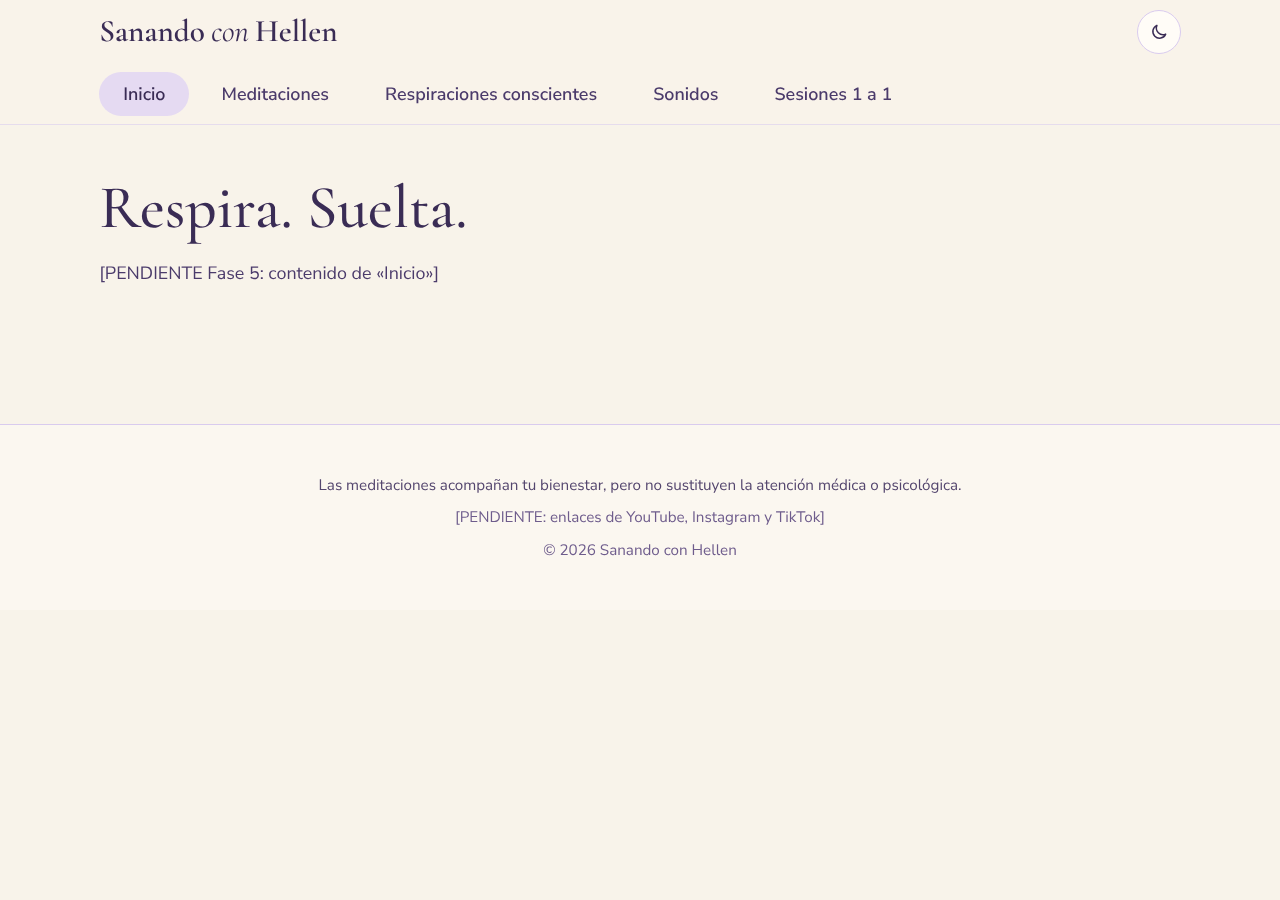 Sanando con Hellen
Inicio
Meditaciones
Respiraciones conscientes
Sonidos
Sesiones 1 a 1
Respira. Suelta.
[PENDIENTE Fase 5: contenido de «Inicio»]
Las meditaciones acompañan tu bienestar, pero no sustituyen la atención médica o psicológica.
[PENDIENTE: enlaces de YouTube, Instagram y TikTok]
© 2026 Sanando con Hellen